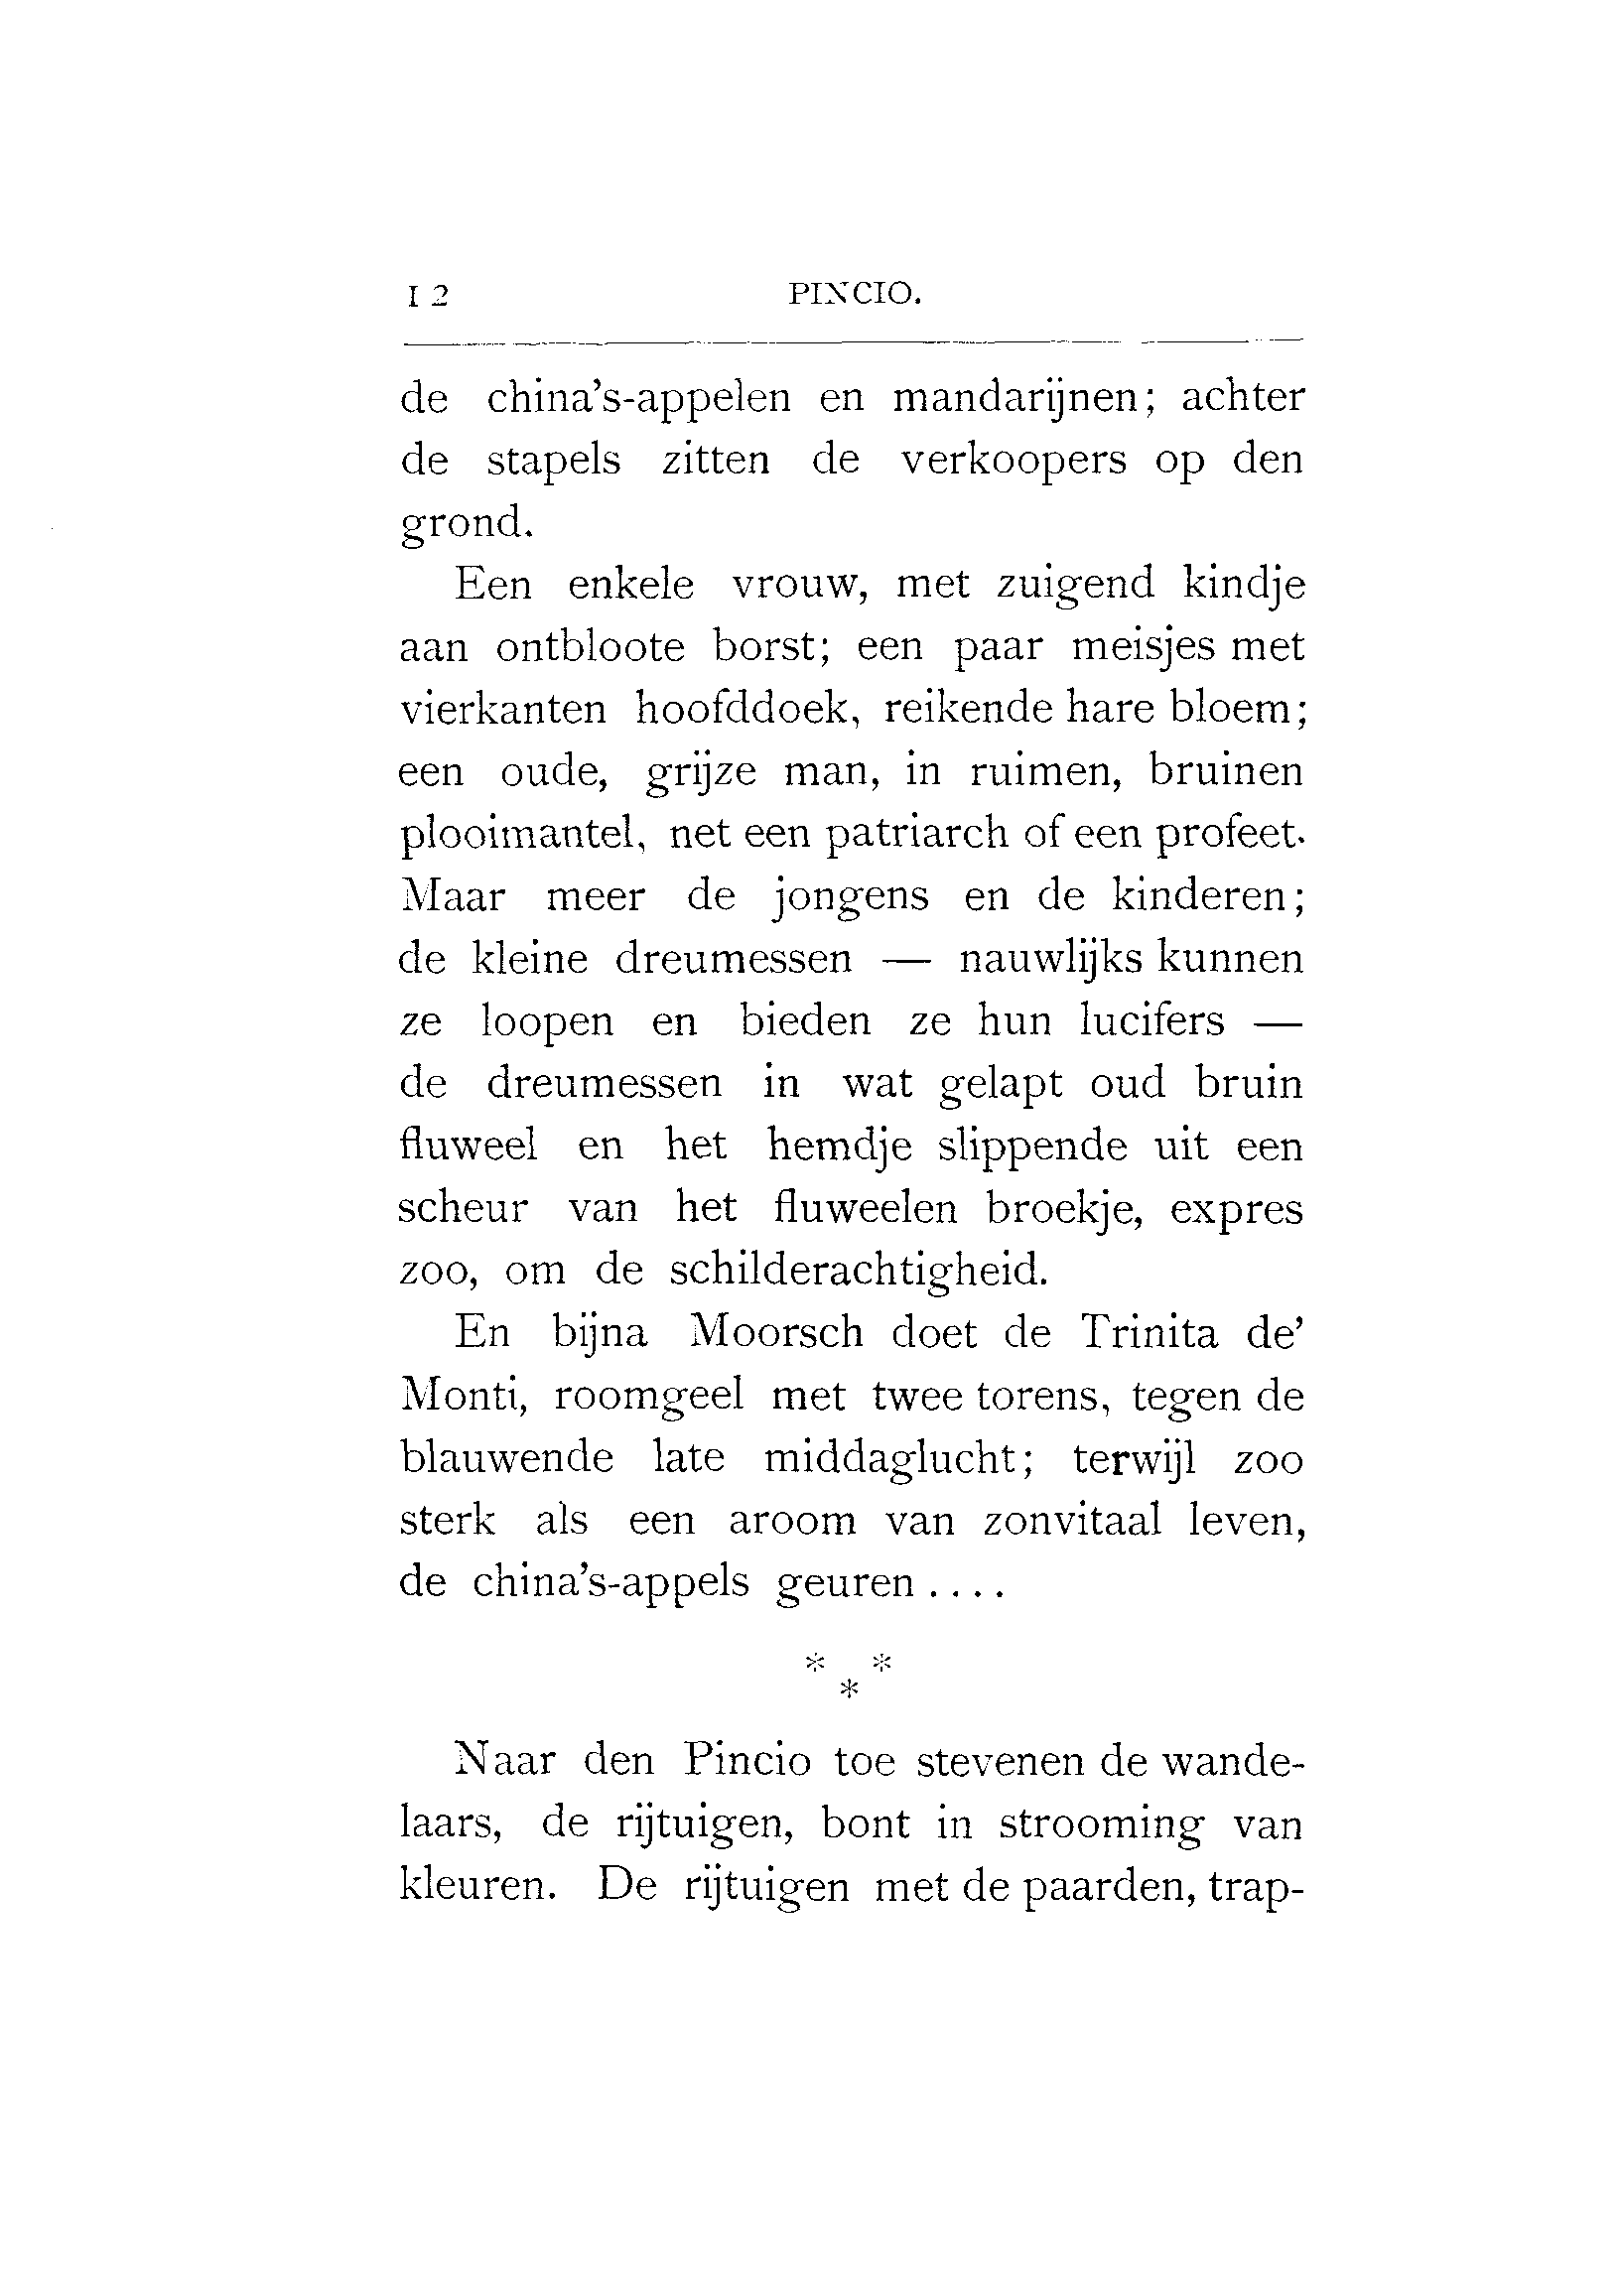 12 PINCIO.
de china's-appelen en mandarijnen; achter
de stapels zitten de verkoopers op den
grond.
Een enkele vrouw, met zuigend kindje
aan ontbloote borst; een paar meisjes met
vierkanten hoofddoek, reikende hare bloem;
een oude, grijze man, in ruimen, bruinen
plooimantel, net een patriarch of een profeet.
Maar meer de jongens en de kinderen;
de kleine dreumessen — nauwlijks kunnen
ze loopen en bieden ze hun lucifers —
de dreumessen in wat gelapt oud bruin
fluweel en het hemdje slippende uit een
scheur van het fluweelen broekje, expres
zoo, om de schilderachtigheid.
En bijna Moorsch doet de Trinita de'
Monti, roomgeel met twee torens, tegen de
blauwende late middaglucht; terwijl zoo
sterk als een aroom van zonvitaal leven,
de china's-appels geuren....
* *
*
Naar den Pincio toe stevenen de wande-
laars, de rijtuigen, bont in strooming van
kleuren. De rijtuigen met de paarden, trap-